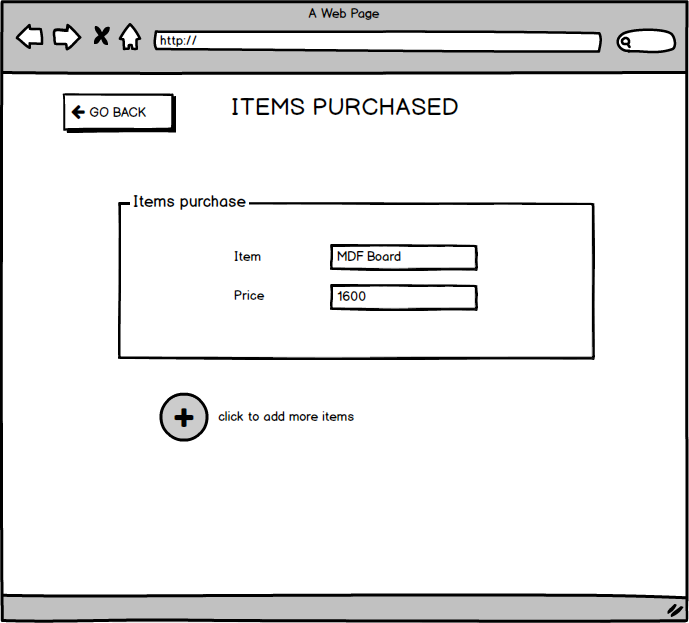 A Web Page
http://
GO BACK
ITEMS PURCHASED
Items purchase
Item
MDF Board
Price
1600
click to add more items